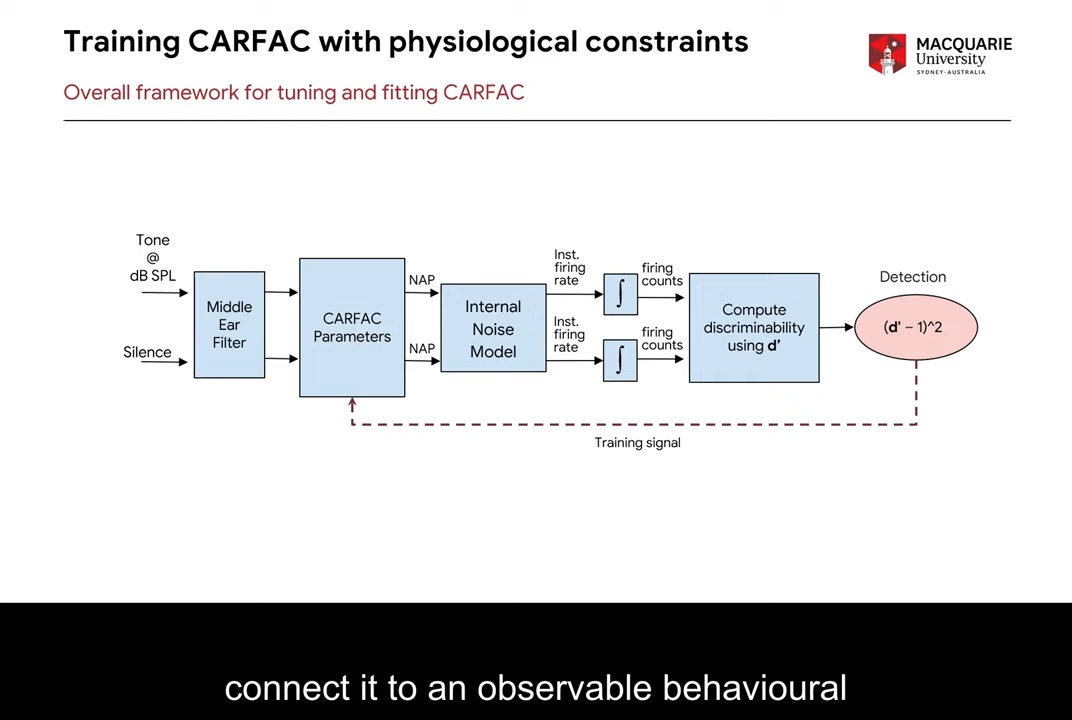 Training CARFAC with physiological constraints
MACQUARIE
University
SYDNEY-AUSTRALIA
Overall framework for tuning and fitting CARFAC
Tone
@
dB SPL
Silence
Middle
Ear
Filter
CARFAC
Parameters
NAP
NAP
Internal
Noise
Model
Inst.
firing
rate
Inst.
firing
rate
∫
∫
firing
counts
firing
counts
Compute
discriminability
using d'
Detection
(d' − 1)^2
Training signal
connect it to an observable behavioural